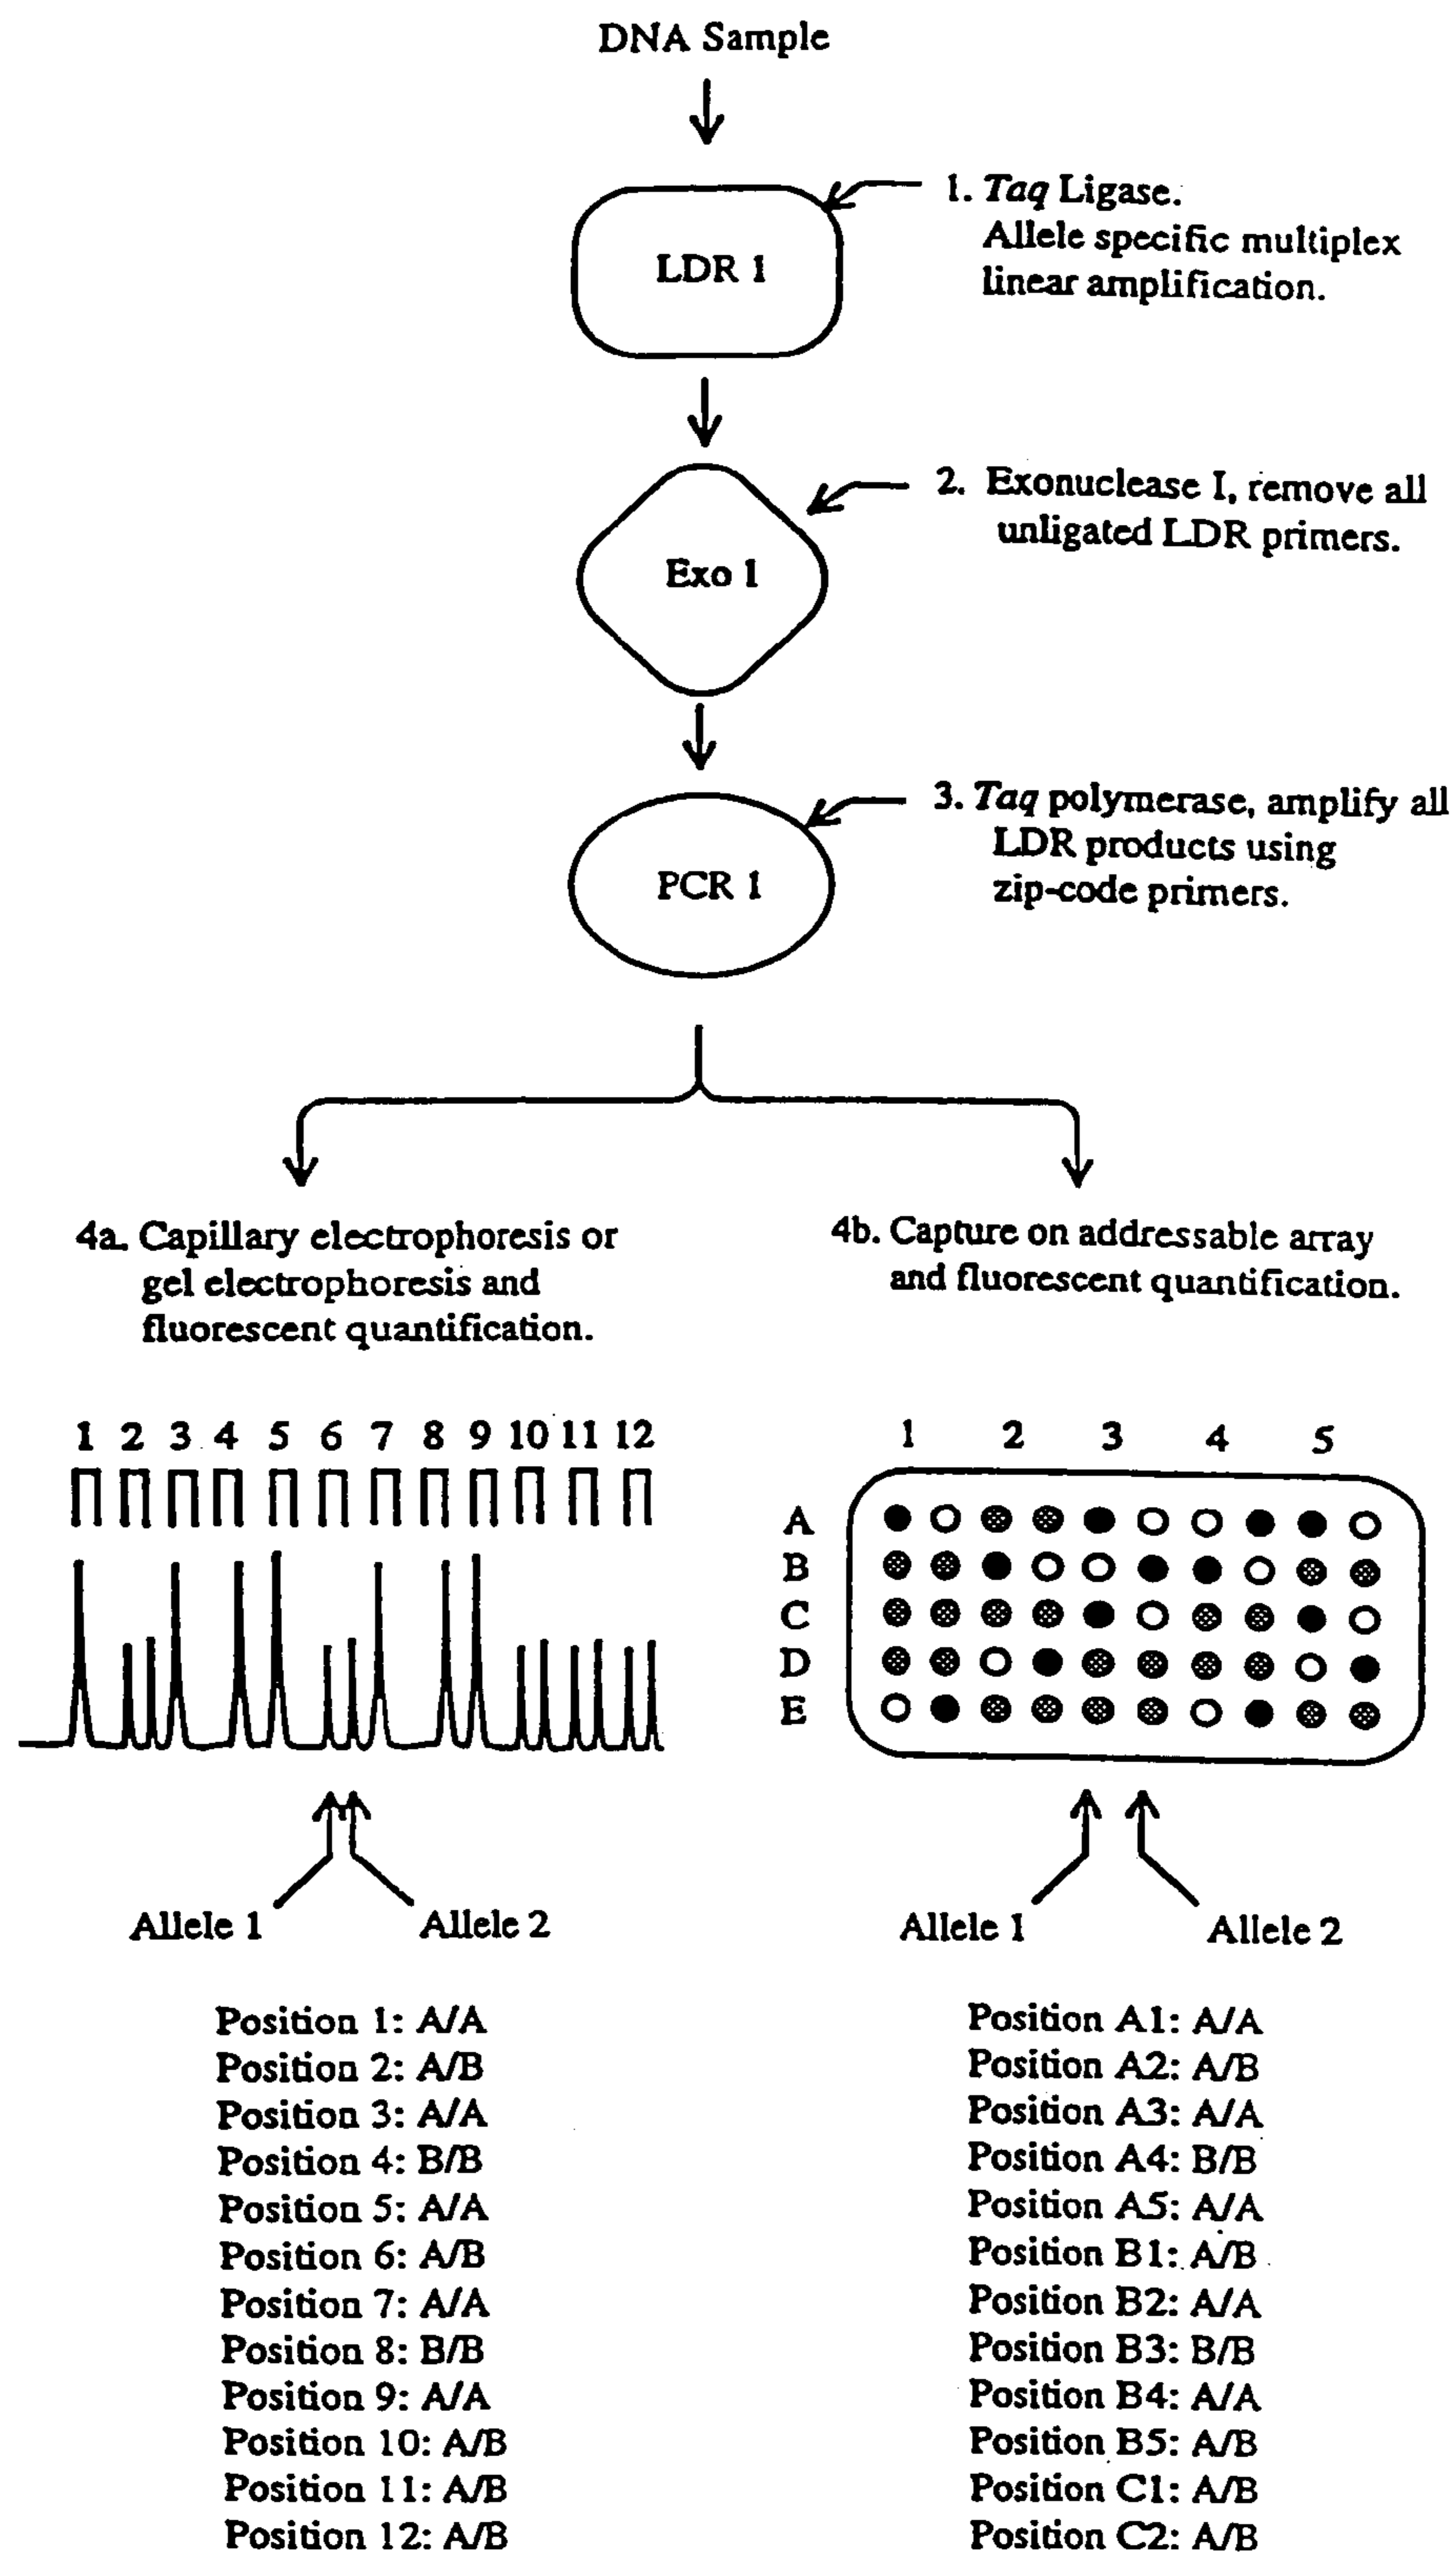 DNA Sample
LDR 1
1. Taq Ligase.
Allele specific multiplex
linear amplification.
Exo 1
2. Exonuclease I, remove all
unligated LDR primers.
PCR 1
3. Taq polymerase, amplify all
LDR products using
zip-code primers.
4a. Capillary electrophoresis or
gel electrophoresis and
fluorescent quantification.
1 2 3 4 5 6 7 8 9 10 11 12
Allele 1
Allele 2
Position 1: A/A
Position 2: A/B
Position 3: A/A
Position 4: B/B
Position 5: A/A
Position 6: A/B
Position 7: A/A
Position 8: B/B
Position 9: A/A
Position 10: A/B
Position 11: A/B
Position 12: A/B
4b. Capture on addressable array
and fluorescent quantification.
1 2 3 4 5
A
B
C
D
E
Allele 1
Allele 2
Position A1: A/A
Position A2: A/B
Position A3: A/A
Position A4: B/B
Position A5: A/A
Position B1: A/B
Position B2: A/A
Position B3: B/B
Position B4: A/A
Position B5: A/B
Position C1: A/B
Position C2: A/B